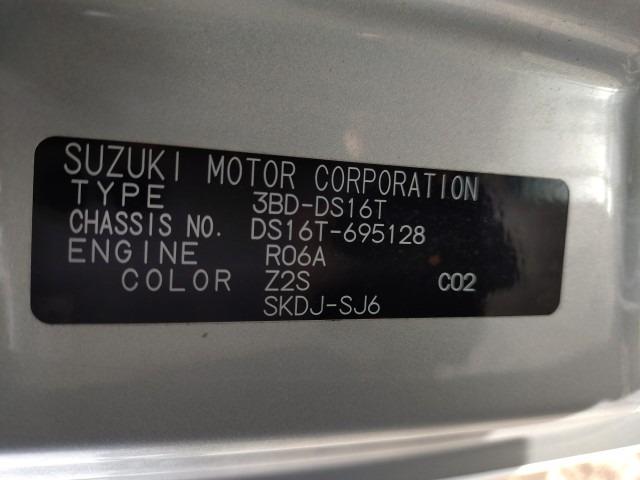 SUZUKI MOTOR CORPORATION
TYPE 3BD-DS16T
CHASSIS NO. DS16T-695128
ENGINE R06A
COLOR Z2S C02
SKDJ-SJ6